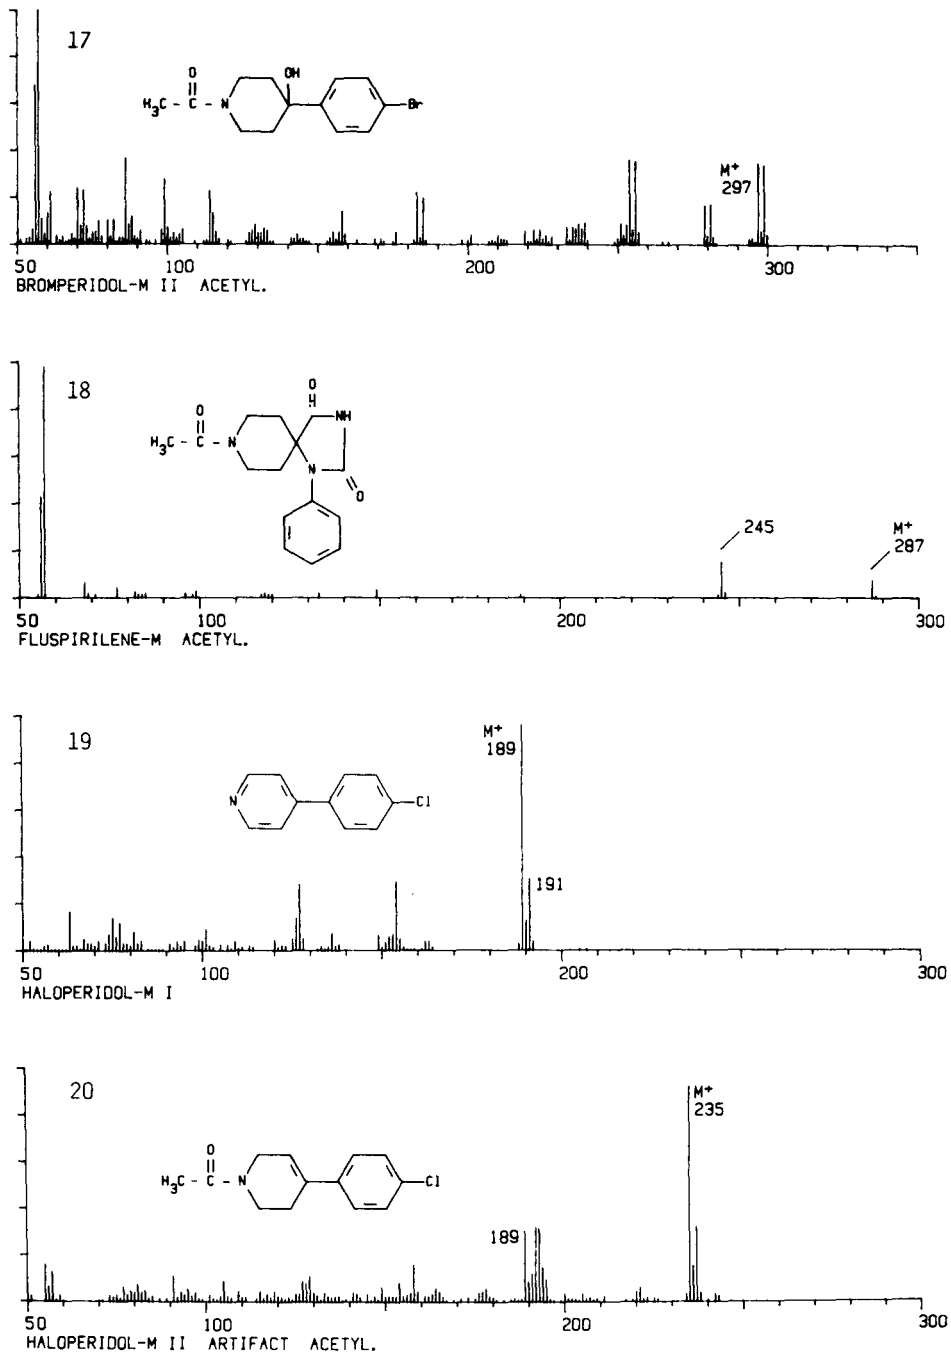 17
OH
O
H3C - C - N
Br
M+
297
50 100 200 300
BROMPERIDOL-M II ACETYL.
18
O
H
O
NH
H3C - C - N
N
O
245
M+
287
50 100 200 300
FLUSPIRILENE-M ACETYL.
19
M+
189
N
Cl
191
50 100 200 300
HALOPERIDOL-M I
20
M+
235
O
H3C - C - N
Cl
189
50 100 200 300
HALOPERIDOL-M II ARTIFACT ACETYL.